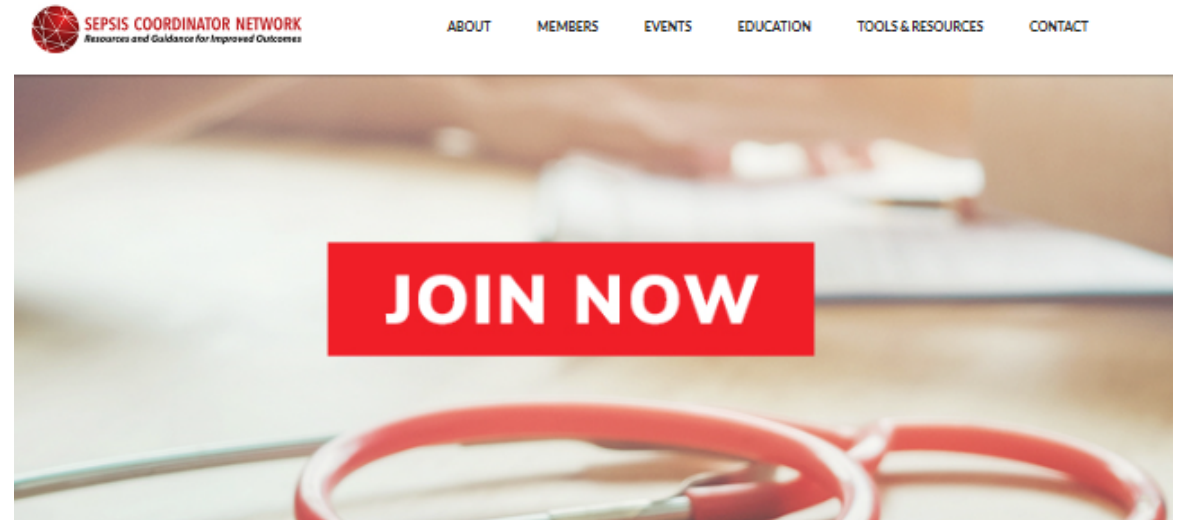 SEPSIS COORDINATOR NETWORK
Resources and Guidance for Improved Outcomes
ABOUT MEMBERS EVENTS EDUCATION TOOLS & RESOURCES CONTACT
JOIN NOW